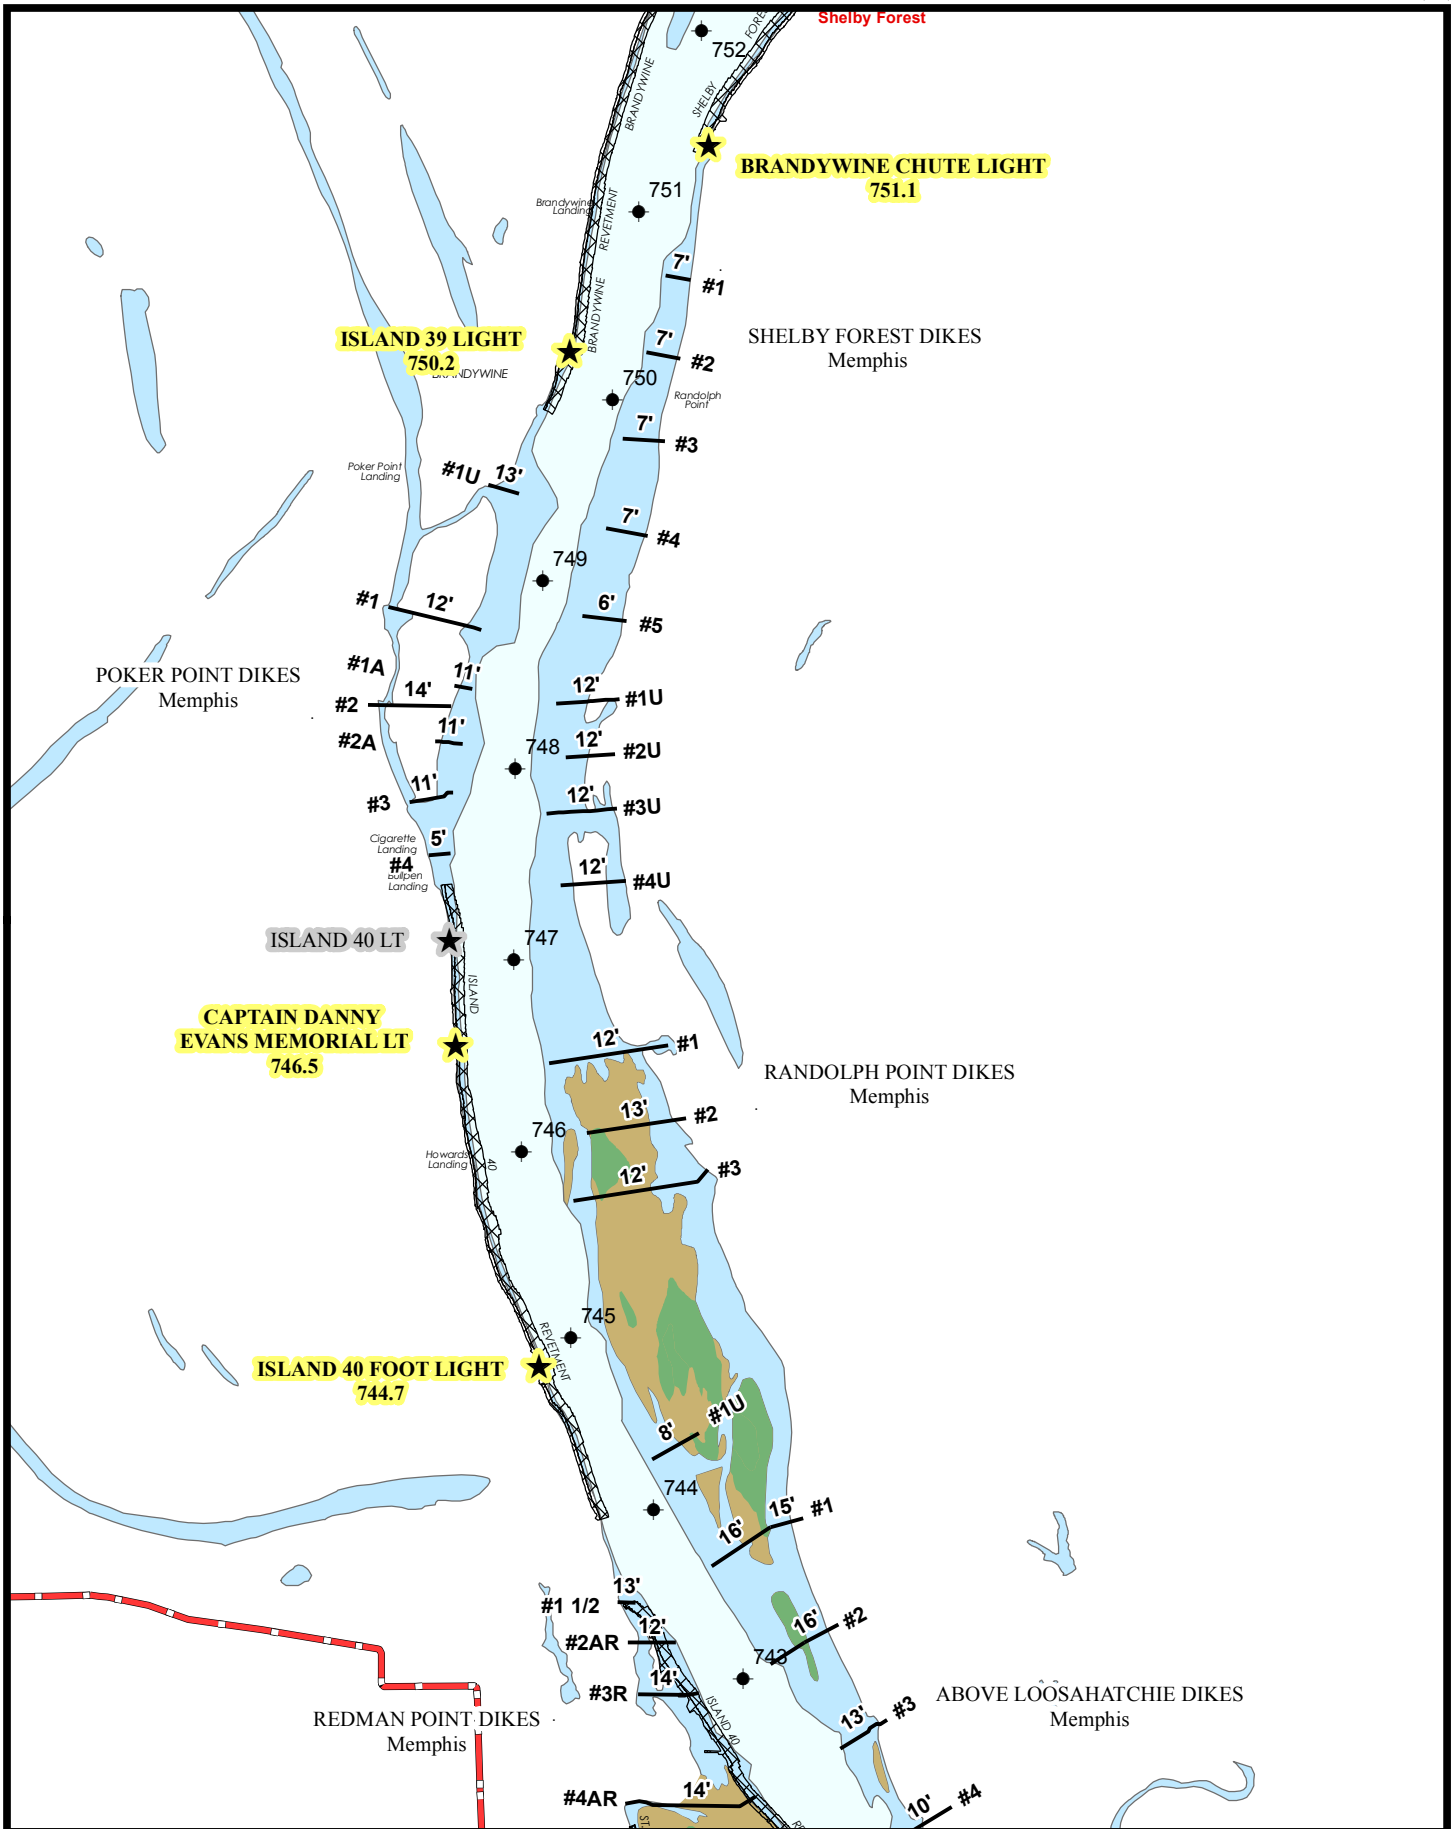 Shelby Forest
752
FORE
BRANDYWINE
SHELBY
BRANDYWINE CHUTE LIGHT
751.1
751
Brandywine
Landing
REVETMENT
7'
#1
BRANDYWINE
ISLAND 39 LIGHT
750.2
BRANDYWINE
SHELBY FOREST DIKES
Memphis
7'
#2
750
Randolph
Point
7'
#3
Poker Point
Landing
#1U
13'
7'
#4
749
#1
12'
6'
#5
#1A
11'
POKER POINT DIKES
Memphis
14'
#2
12'
#1U
#2A
11'
748
12'
#2U
11'
#3
12'
#3U
Cigarette
Landing
5'
#4
Bullpen
Landing
12'
#4U
ISLAND 40 LT
747
ISLAND
CAPTAIN DANNY
EVANS MEMORIAL LT
746.5
12'
#1
RANDOLPH POINT DIKES
Memphis
13'
#2
746
Howards
Landing
40
12'
#3
745
REVETMENT
ISLAND 40 FOOT LIGHT
744.7
8'
#1U
744
16'
15'
#1
13'
#1 1/2
12'
#2AR
16'
#2
743
14'
#3R
ISLAND 40
REDMAN POINT DIKES
Memphis
13'
#3
ABOVE LOOSAHATCHIE DIKES
Memphis
14'
#4AR
10'
#4
ST.
RE